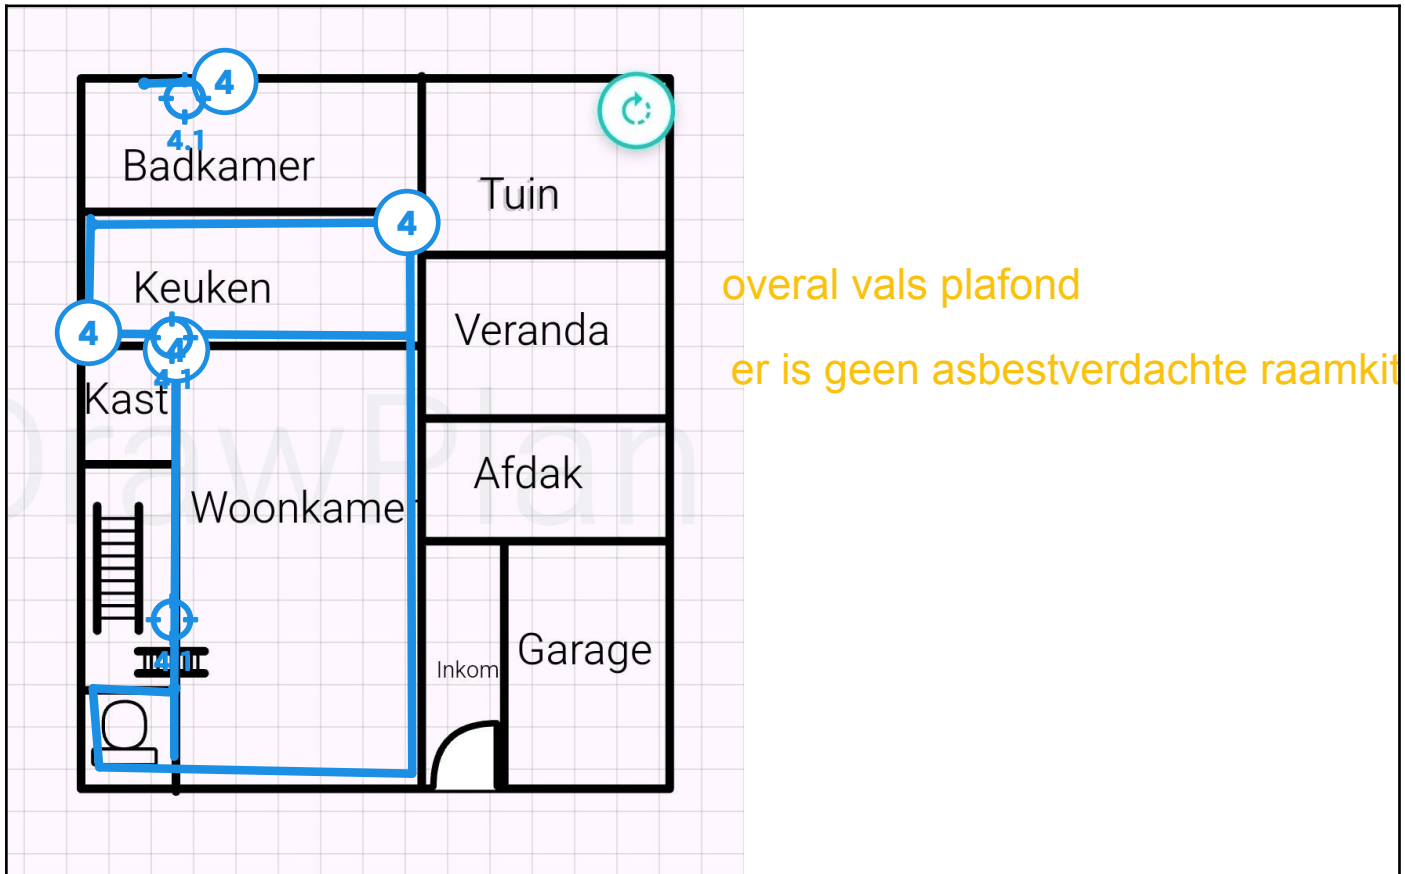 4
4.1
Badkamer
Tuin
4
Keuken
overal vals plafond
4
4
Veranda
4.1
er is geen asbestverdachte raamkit
Kast
DrawPlan
Afdak
Woonkamer
Garage
4.1
Inkom